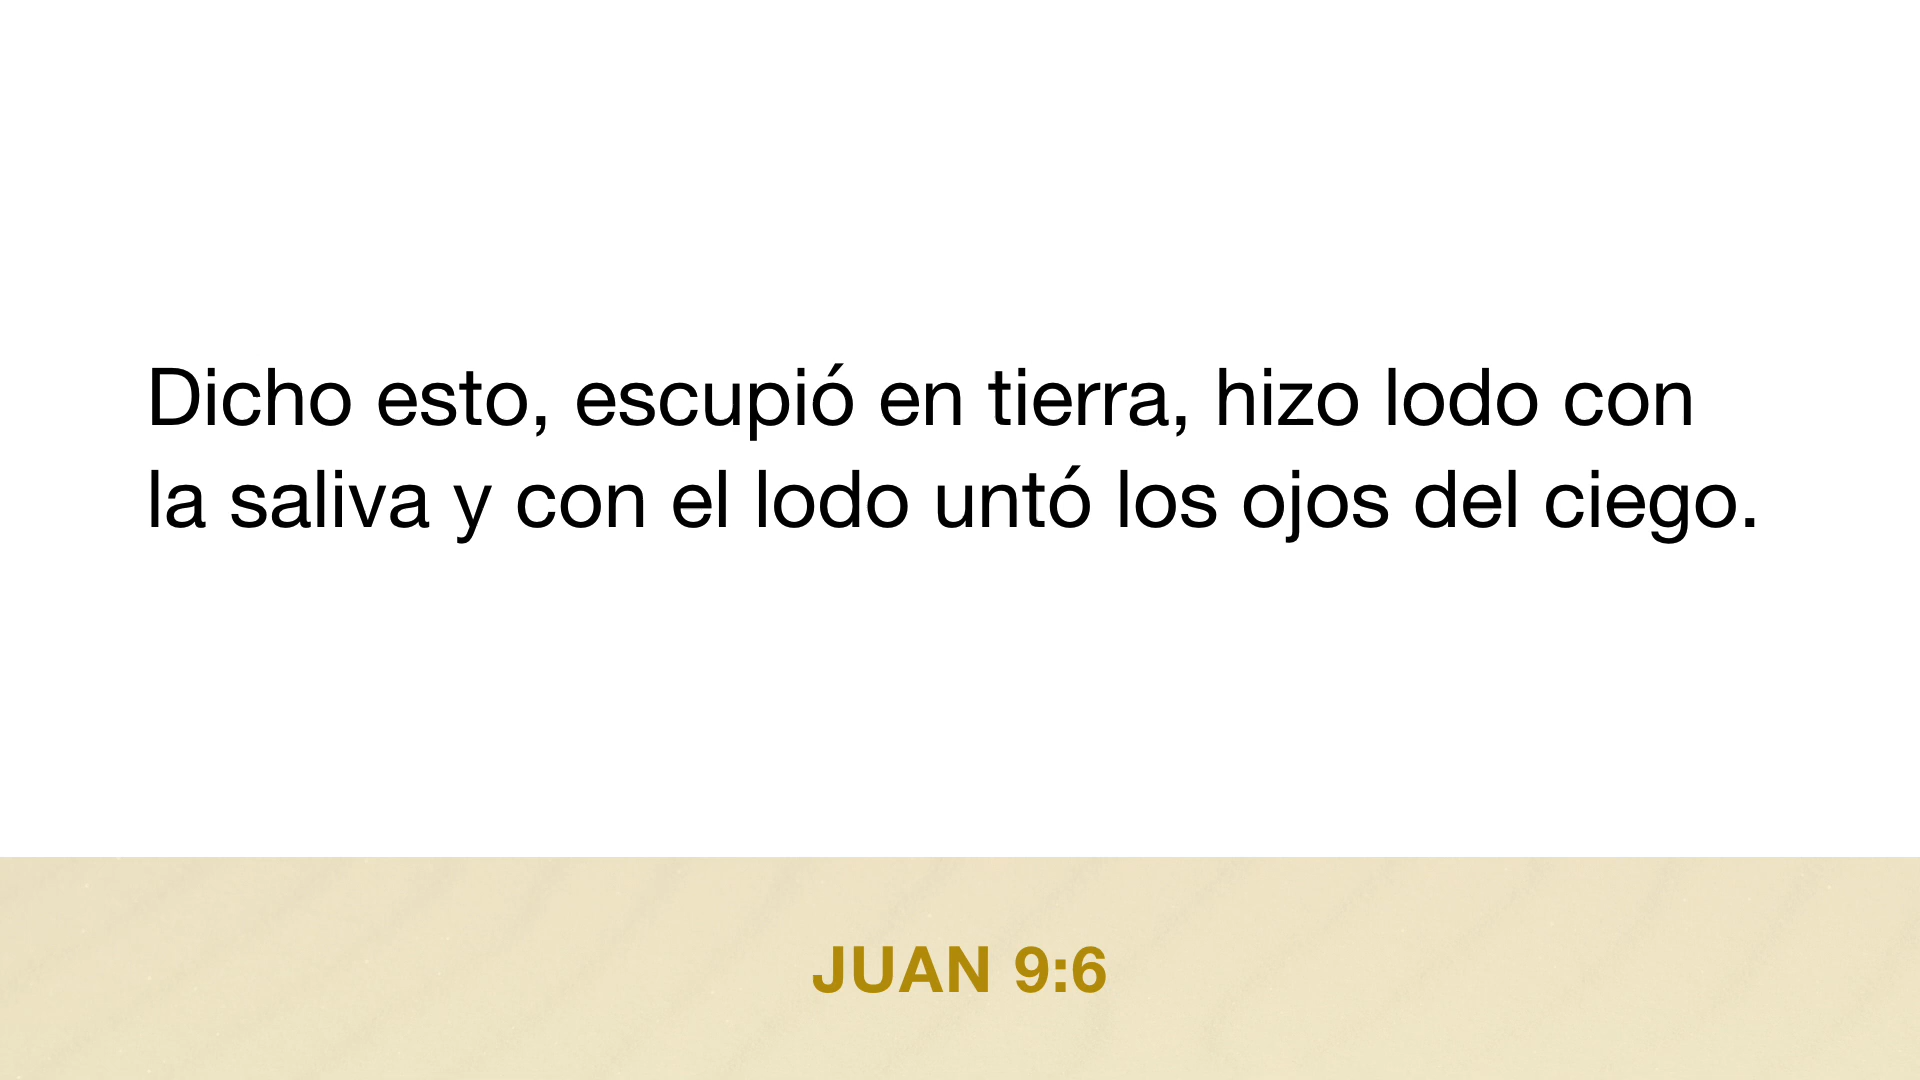 Dicho esto, escupió en tierra, hizo lodo con
la saliva y con el lodo untó los ojos del ciego.
JUAN 9:6